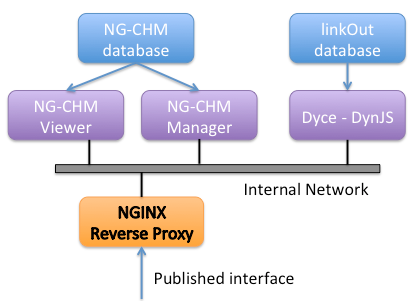 NG-CHM
database
linkOut
database
NG-CHM
Viewer
NG-CHM
Manager
Dyce - DynJS
Internal Network
NGINX
Reverse Proxy
Published interface